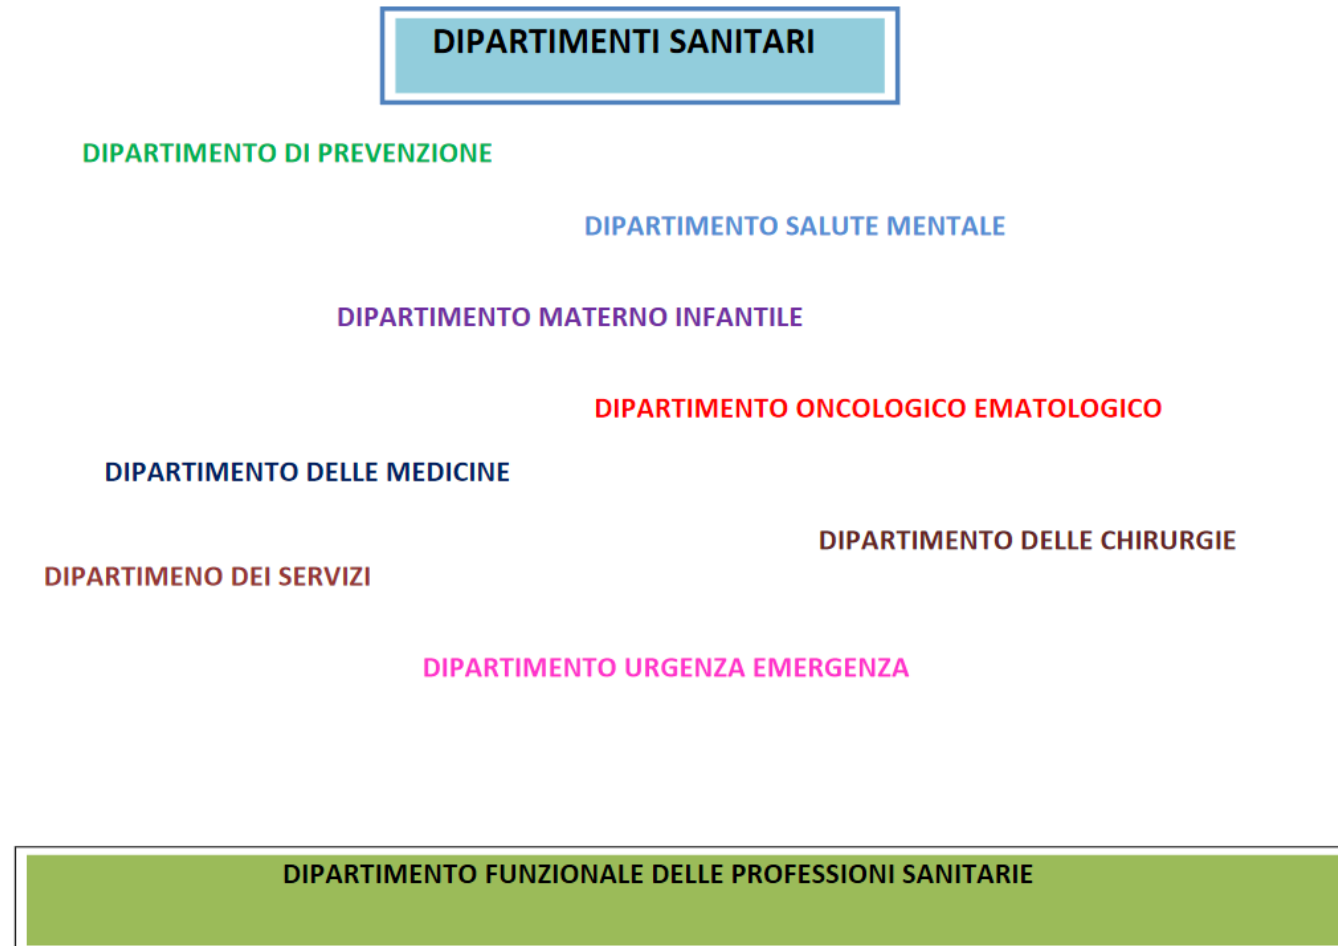 DIPARTIMENTI SANITARI
DIPARTIMENTO DI PREVENZIONE
DIPARTIMENTO SALUTE MENTALE
DIPARTIMENTO MATERNO INFANTILE
DIPARTIMENTO ONCOLOGICO EMATOLOGICO
DIPARTIMENTO DELLE MEDICINE
DIPARTIMENTO DELLE CHIRURGIE
DIPARTIMENO DEI SERVIZI
DIPARTIMENTO URGENZA EMERGENZA
DIPARTIMENTO FUNZIONALE DELLE PROFESSIONI SANITARIE